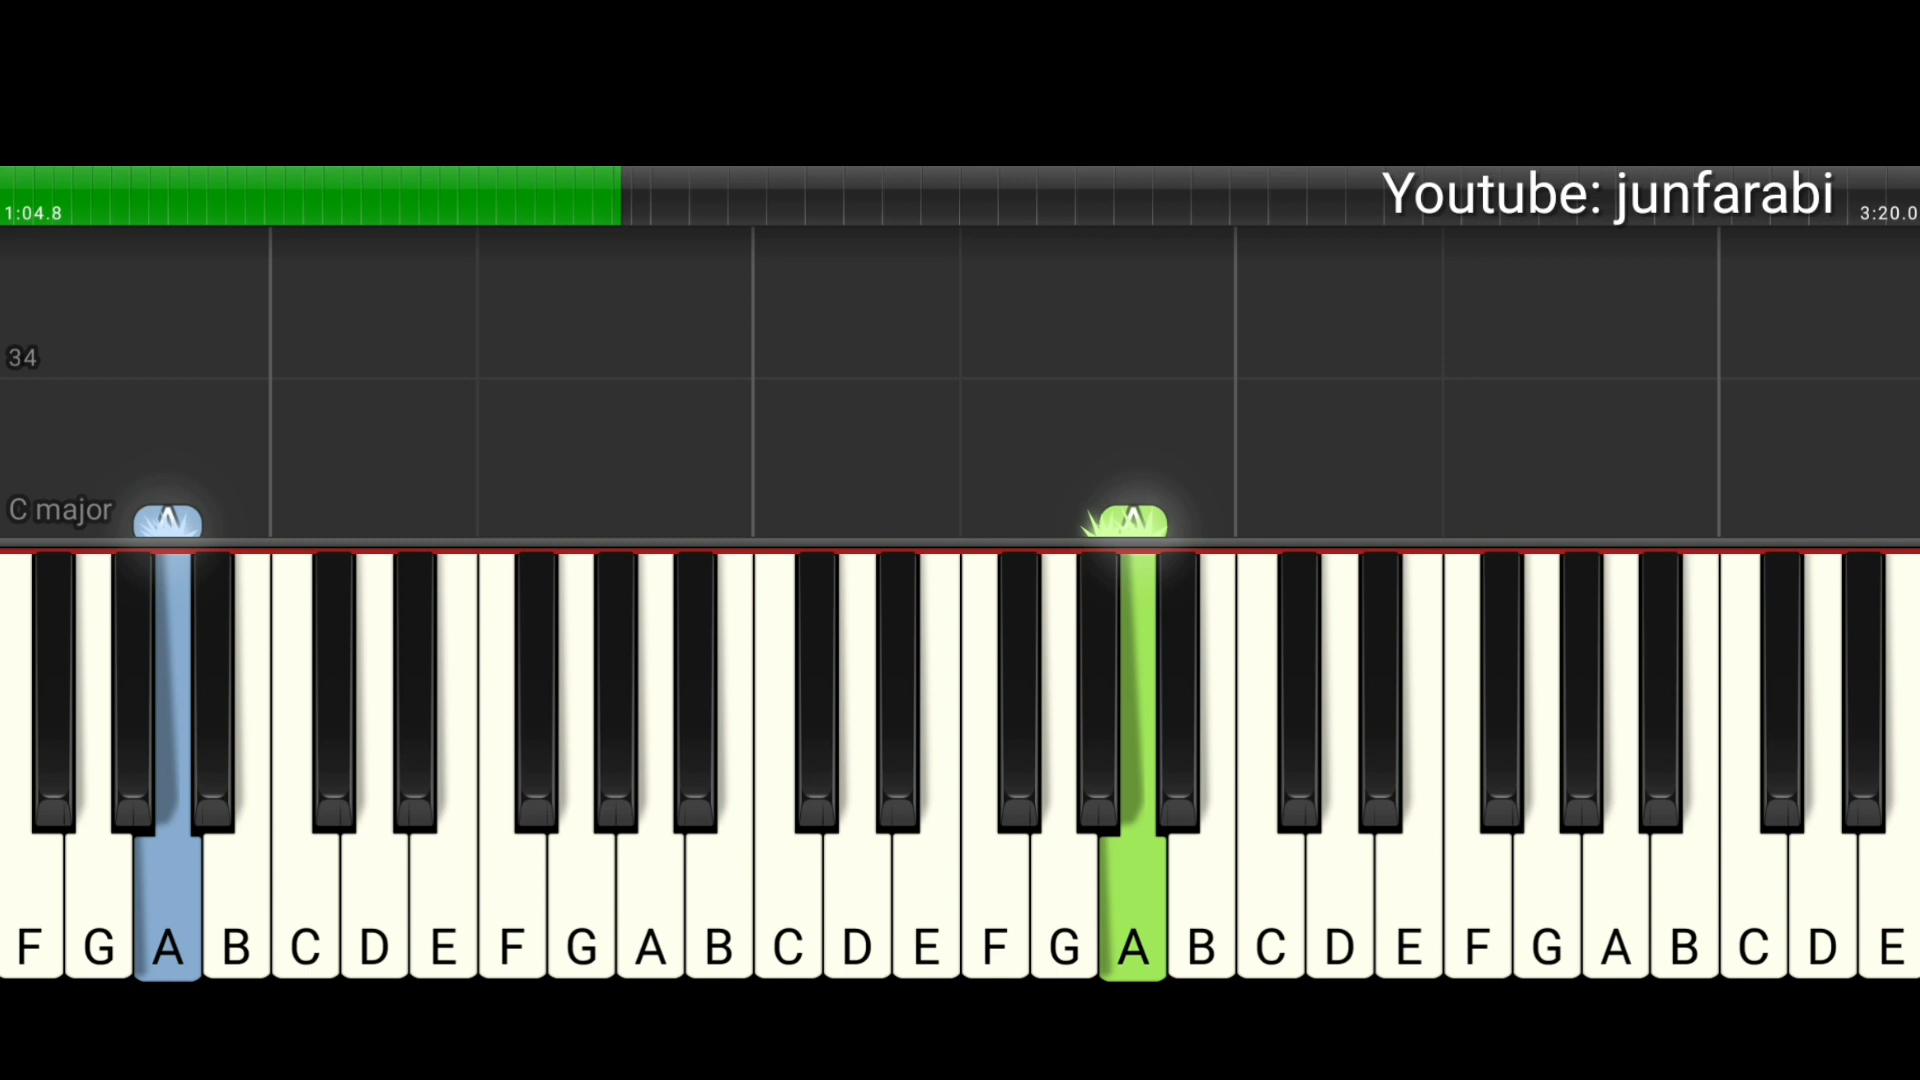 Youtube: junfarabi
1:04.8
3:20.0
34
C major
A A
F G A B C D E F G A B C D E F G A B C D E F G A B C D E